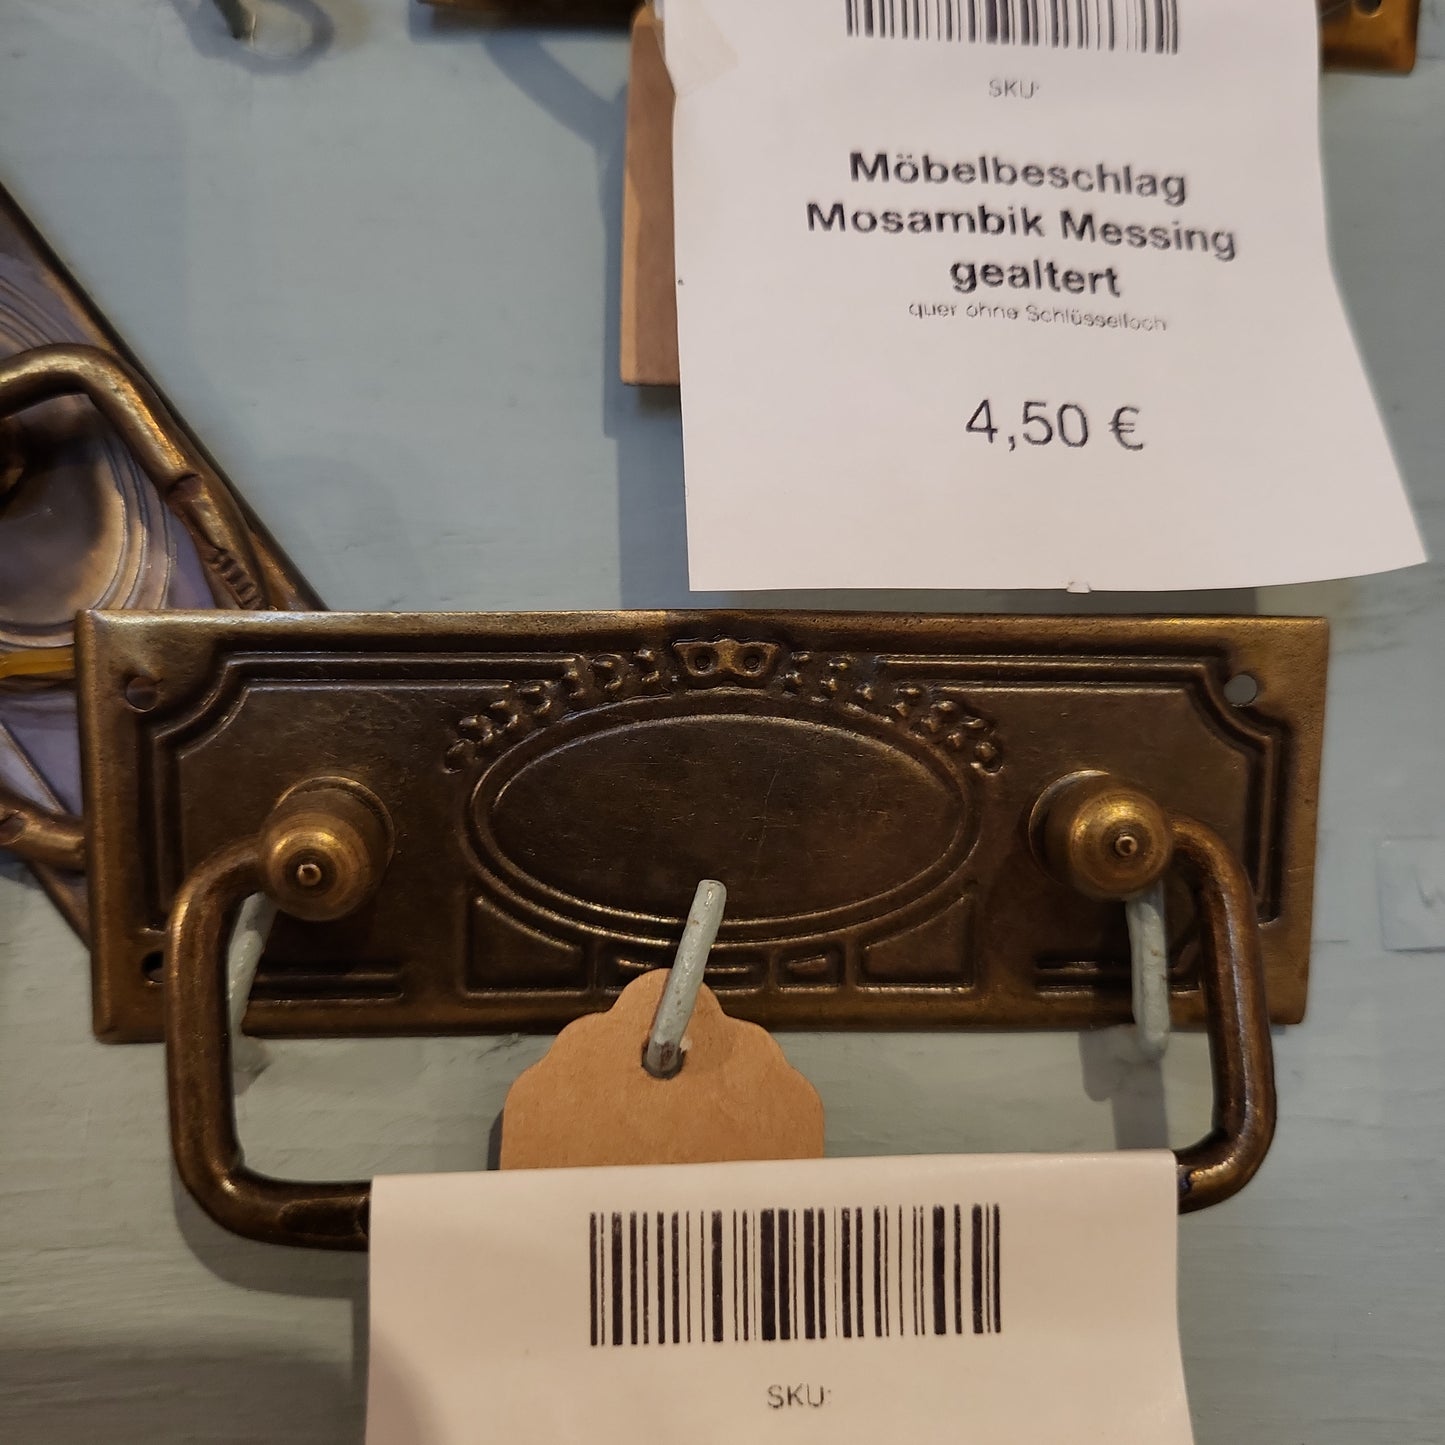 SKU:
Möbelbeschlag
Mosambik Messing
gealtert
quer ohne Schlüsselloch
4,50 €
SKU: